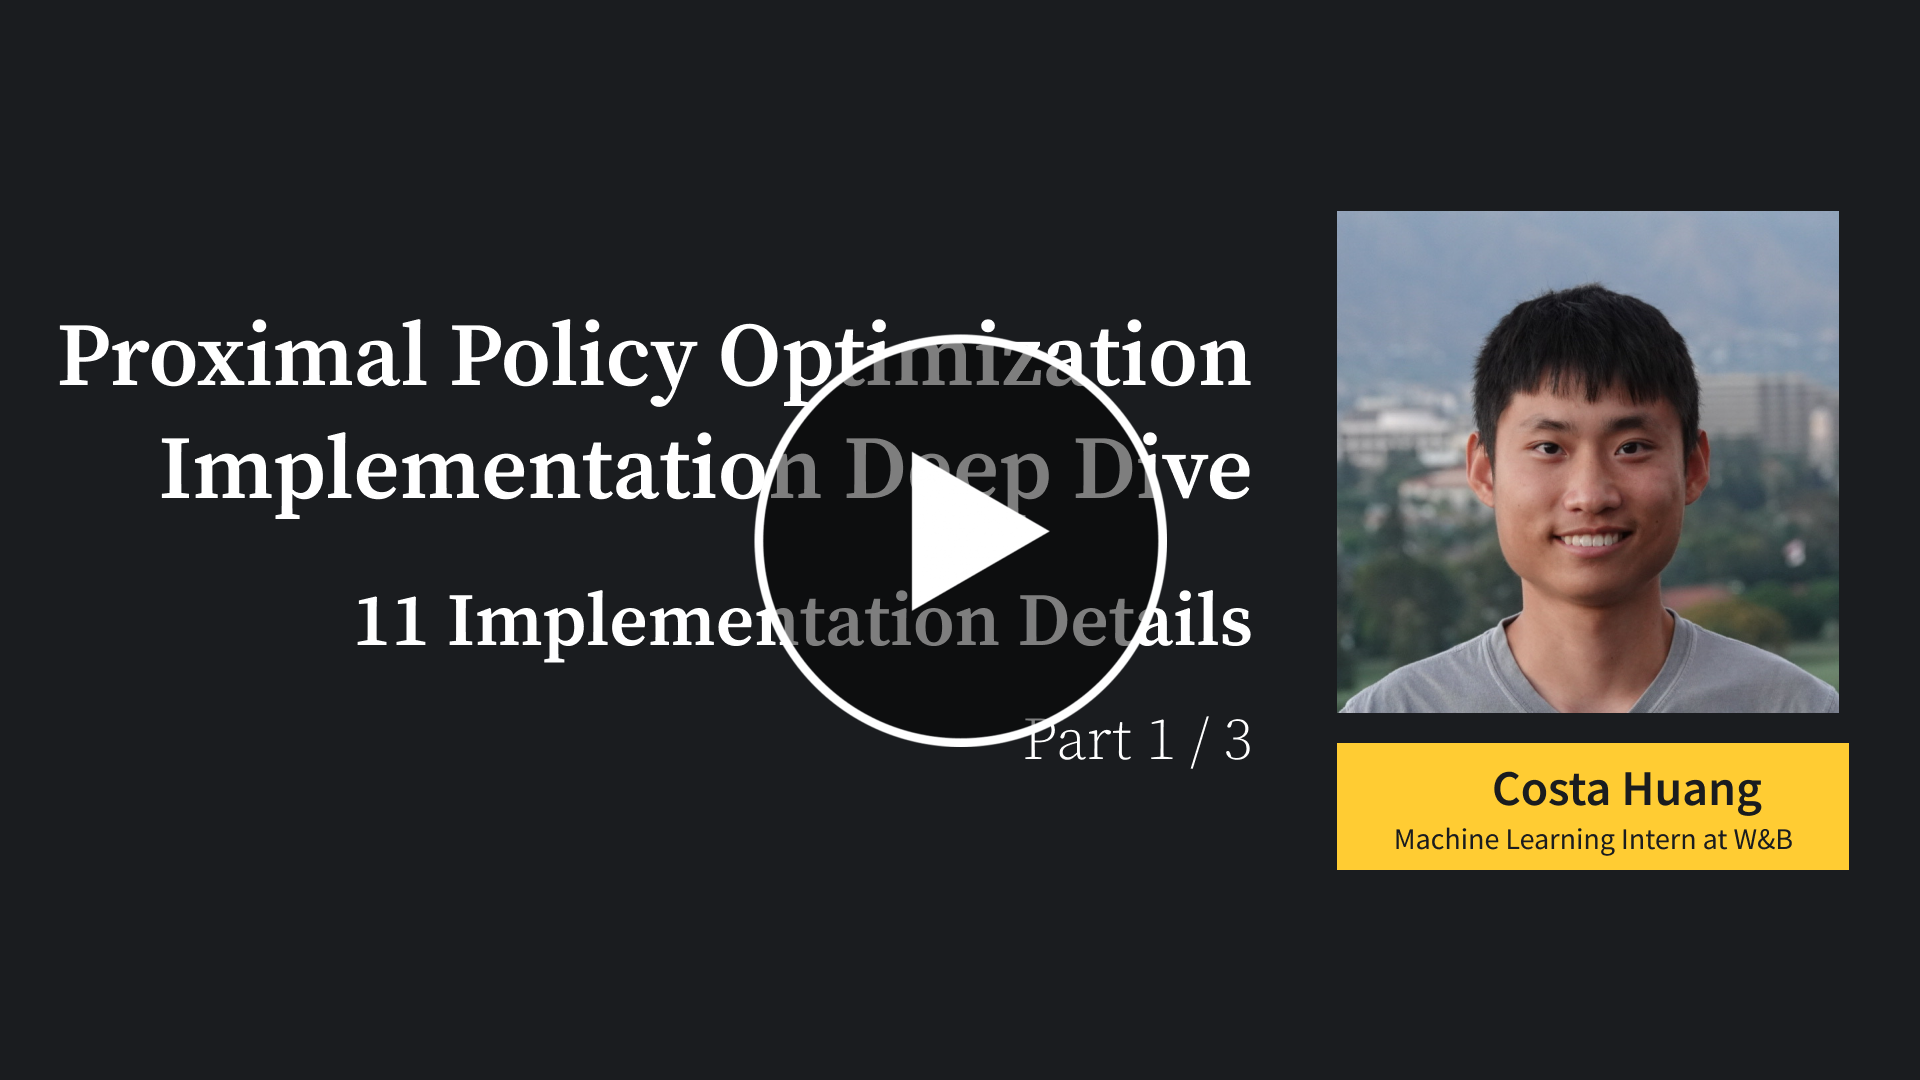 Proximal Policy Optimization
Implementation Deep Dive
11 Implementation Details
Part 1 / 3
Costa Huang
Machine Learning Intern at W&B